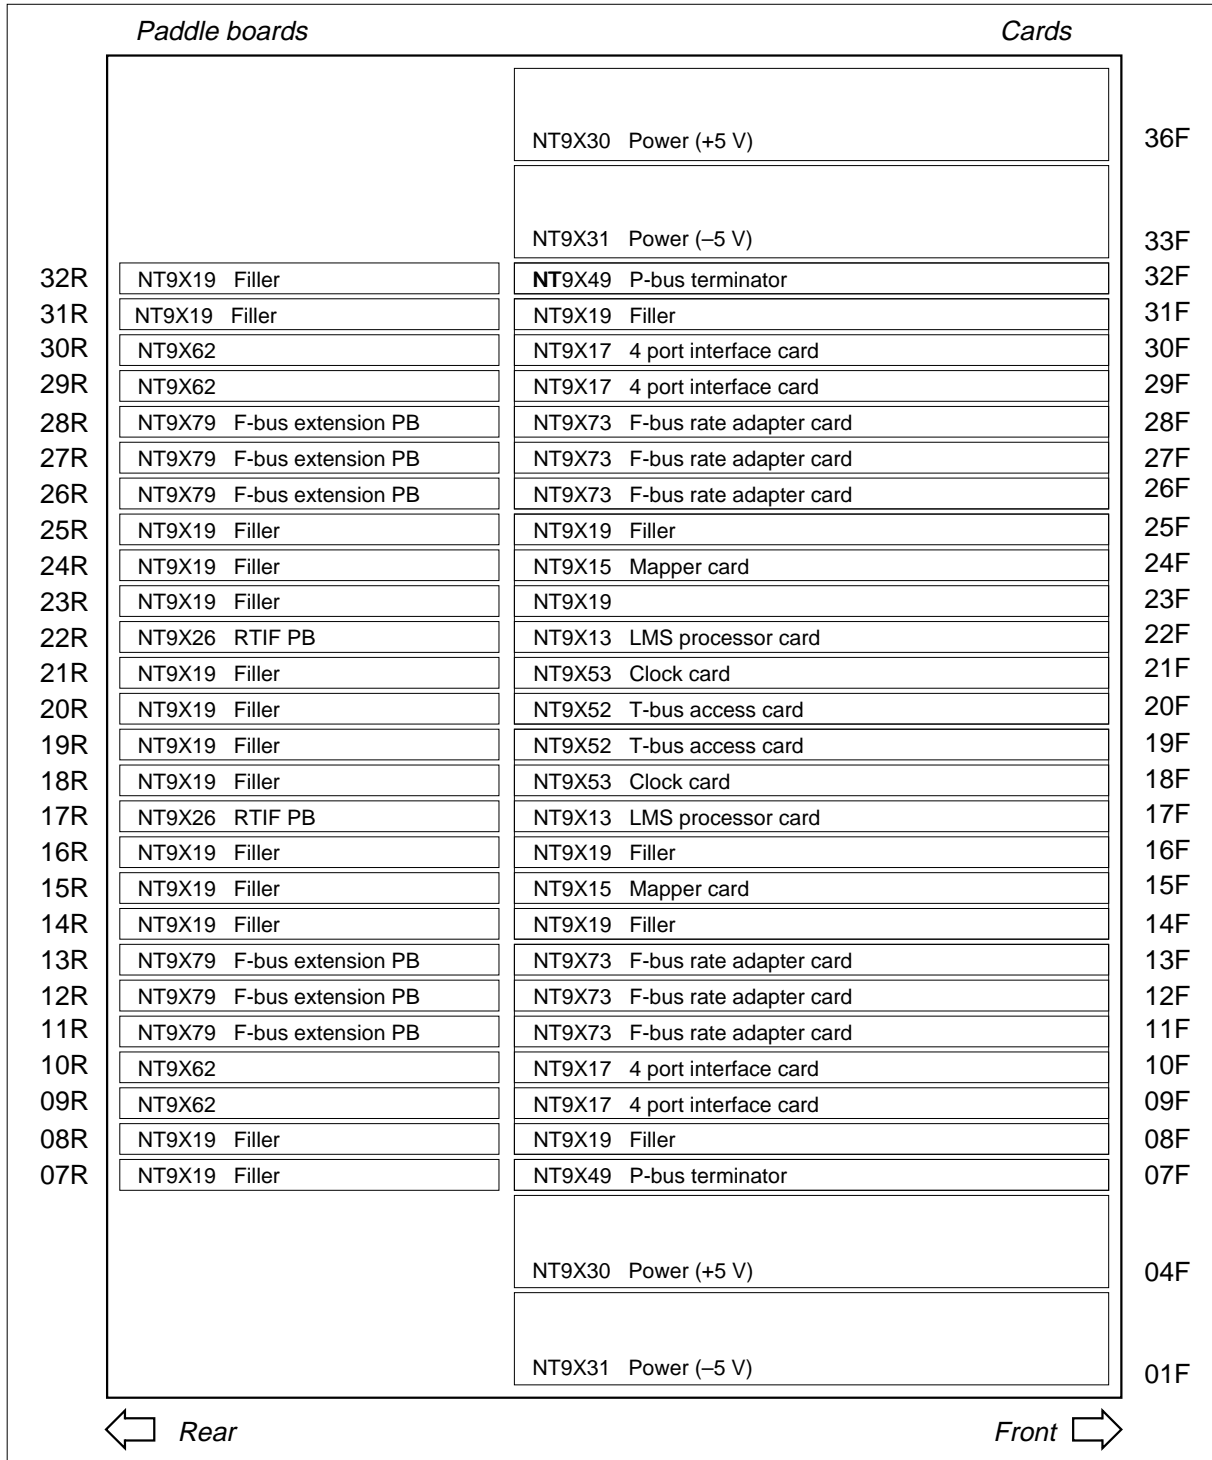 Paddle boards Cards
NT9X30 Power (+5 V) 36F
NT9X31 Power (–5 V) 33F
32R NT9X19 Filler NT9X49 P-bus terminator 32F
31R NT9X19 Filler NT9X19 Filler 31F
30R NT9X62 NT9X17 4 port interface card 30F
29R NT9X62 NT9X17 4 port interface card 29F
28R NT9X79 F-bus extension PB NT9X73 F-bus rate adapter card 28F
27R NT9X79 F-bus extension PB NT9X73 F-bus rate adapter card 27F
26R NT9X79 F-bus extension PB NT9X73 F-bus rate adapter card 26F
25R NT9X19 Filler NT9X19 Filler 25F
24R NT9X19 Filler NT9X15 Mapper card 24F
23R NT9X19 Filler NT9X19 23F
22R NT9X26 RTIF PB NT9X13 LMS processor card 22F
21R NT9X19 Filler NT9X53 Clock card 21F
20R NT9X19 Filler NT9X52 T-bus access card 20F
19R NT9X19 Filler NT9X52 T-bus access card 19F
18R NT9X19 Filler NT9X53 Clock card 18F
17R NT9X26 RTIF PB NT9X13 LMS processor card 17F
16R NT9X19 Filler NT9X19 Filler 16F
15R NT9X19 Filler NT9X15 Mapper card 15F
14R NT9X19 Filler NT9X19 Filler 14F
13R NT9X79 F-bus extension PB NT9X73 F-bus rate adapter card 13F
12R NT9X79 F-bus extension PB NT9X73 F-bus rate adapter card 12F
11R NT9X79 F-bus extension PB NT9X73 F-bus rate adapter card 11F
10R NT9X62 NT9X17 4 port interface card 10F
09R NT9X62 NT9X17 4 port interface card 09F
08R NT9X19 Filler NT9X19 Filler 08F
07R NT9X19 Filler NT9X49 P-bus terminator 07F
NT9X30 Power (+5 V) 04F
NT9X31 Power (–5 V) 01F
Rear Front